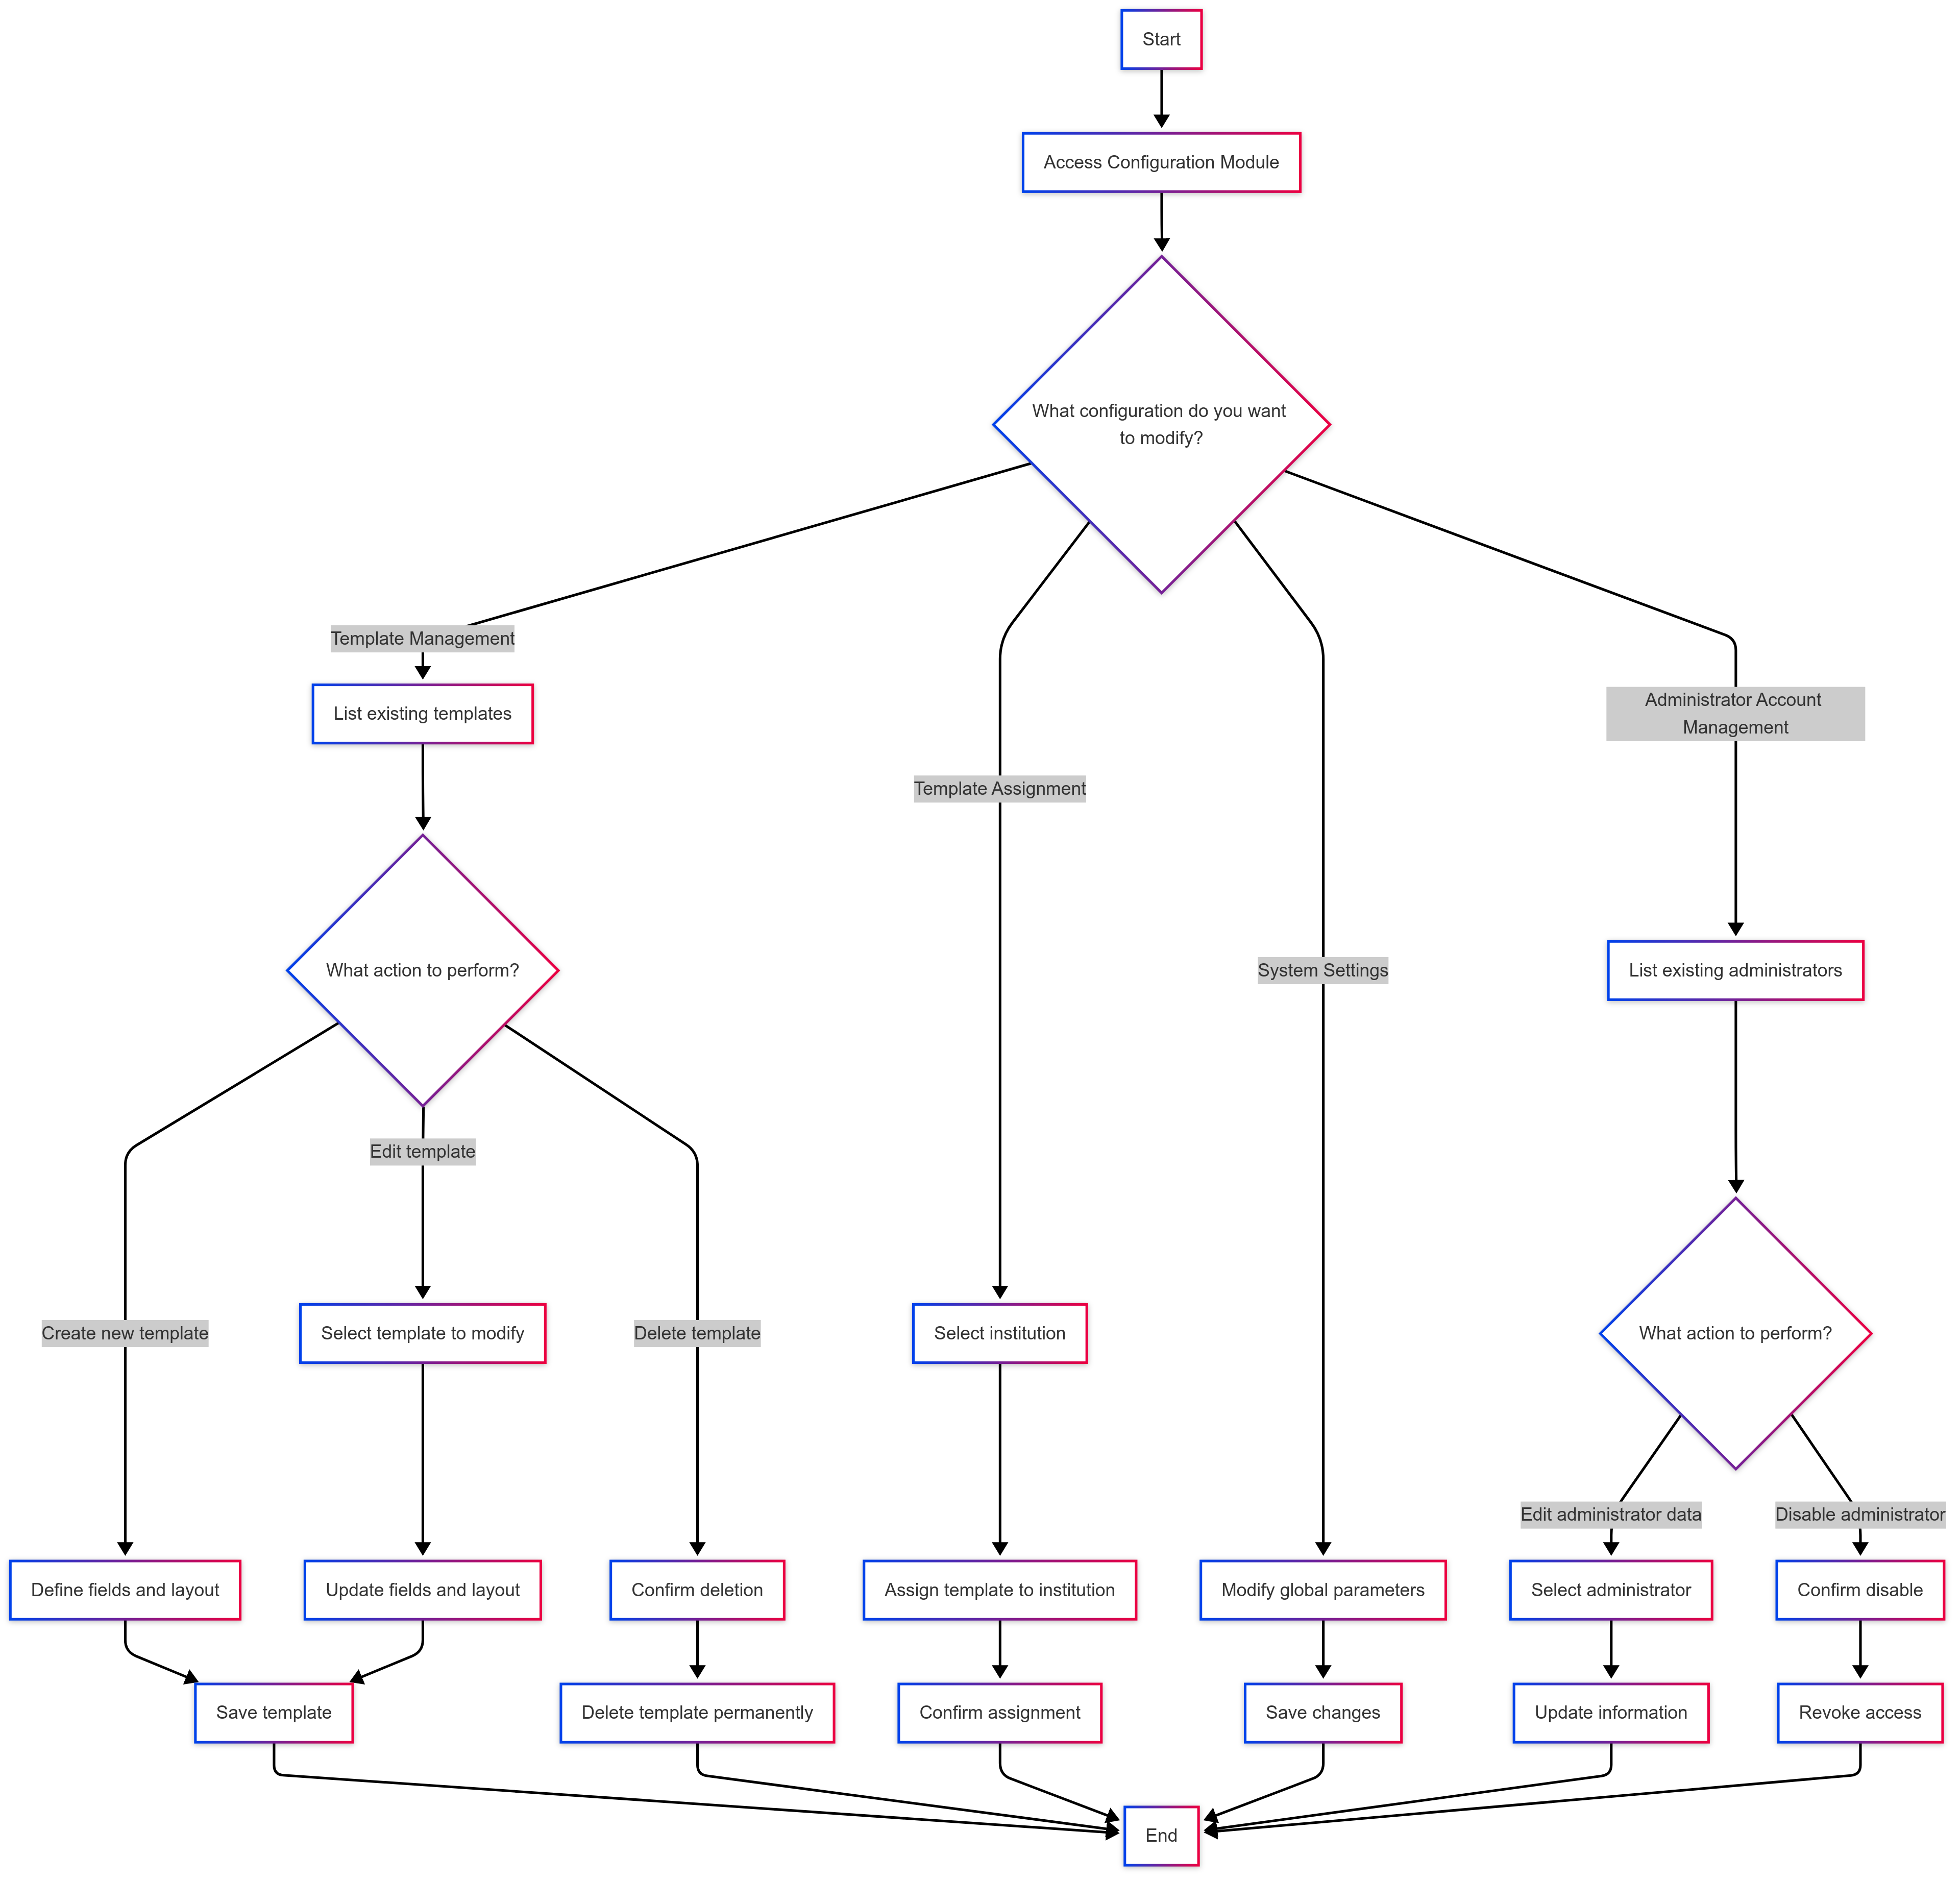 Start
Access Configuration Module
What configuration do you want
to modify?
Template Management
List existing templates
Administrator Account
Management
Template Assignment
What action to perform?
System Settings
List existing administrators
Edit template
Create new template
Select template to modify
Delete template
Select institution
What action to perform?
Edit administrator data
Disable administrator
Define fields and layout
Update fields and layout
Confirm deletion
Assign template to institution
Modify global parameters
Select administrator
Confirm disable
Save template
Delete template permanently
Confirm assignment
Save changes
Update information
Revoke access
End